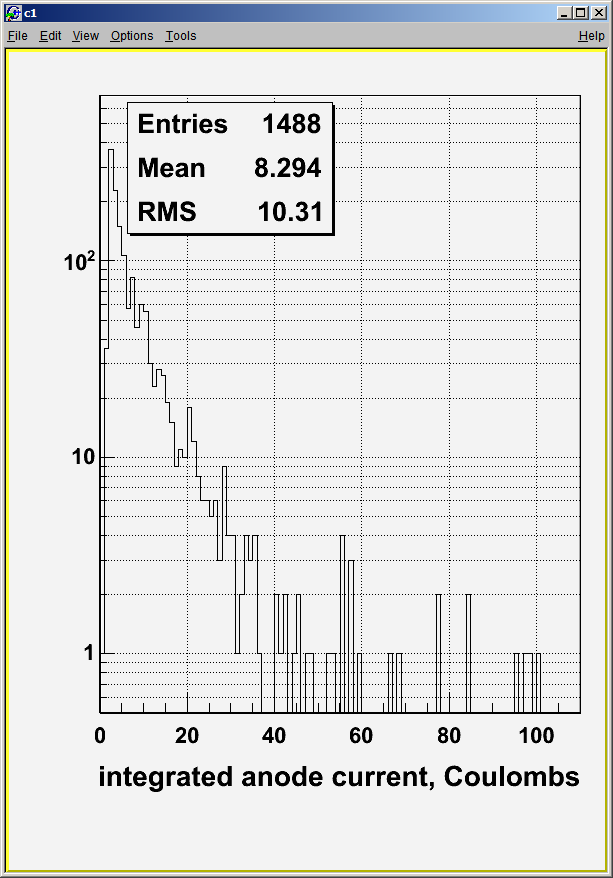 c1
File Edit View Options Tools Help
Entries 1488
Mean 8.294
RMS 10.31
10²
10
1
0 20 40 60 80 100
integrated anode current, Coulombs